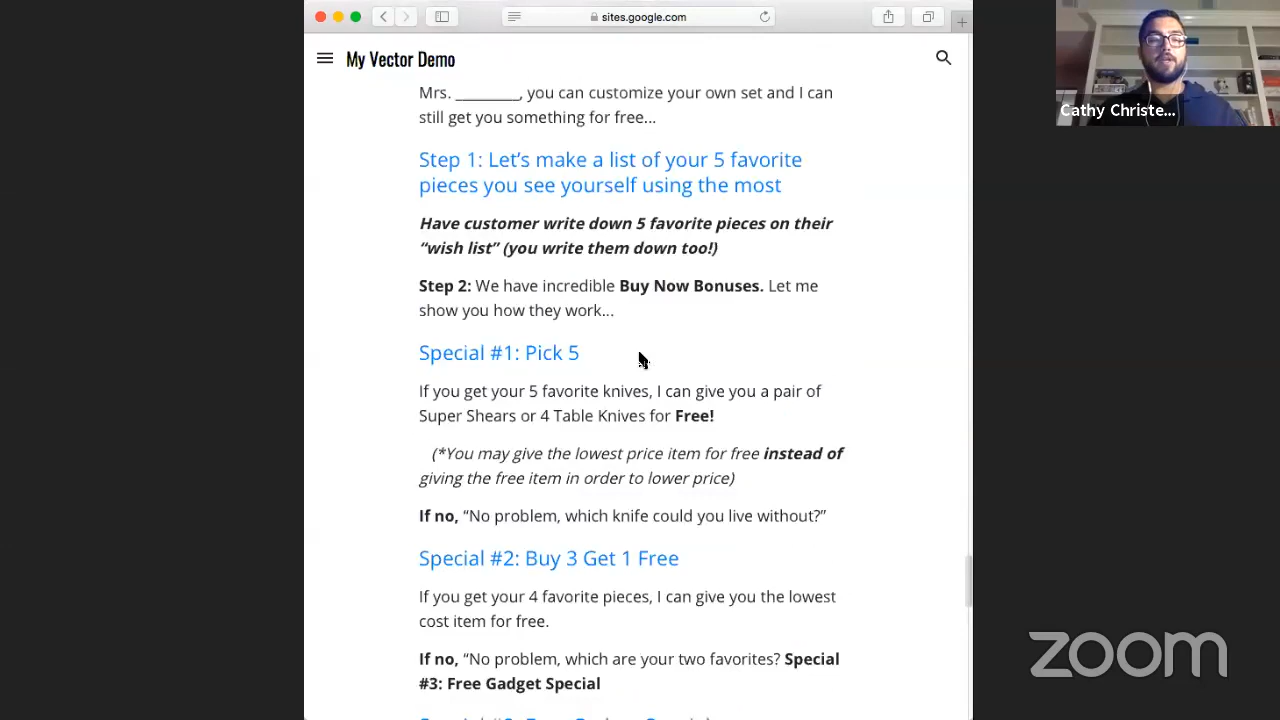 sites.google.com
My Vector Demo
Mrs. _________, you can customize your own set and I can
still get you something for free...
Step 1: Let’s make a list of your 5 favorite
pieces you see yourself using the most
Have customer write down 5 favorite pieces on their
“wish list” (you write them down too!)
Step 2: We have incredible Buy Now Bonuses. Let me
show you how they work...
Special #1: Pick 5
If you get your 5 favorite knives, I can give you a pair of
Super Shears or 4 Table Knives for Free!
(*You may give the lowest price item for free instead of
giving the free item in order to lower price)
If no, “No problem, which knife could you live without?”
Special #2: Buy 3 Get 1 Free
If you get your 4 favorite pieces, I can give you the lowest
cost item for free.
If no, “No problem, which are your two favorites? Special
#3: Free Gadget Special
Cathy Christe...
zoom